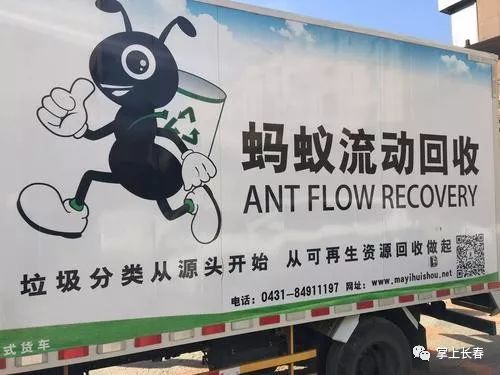 蚂蚁流动回收
ANT FLOW RECOVERY
垃圾分类从源头开始 从可再生资源回收做起
电话：0431-84911197 网址：www.mayihuishou.net
式货车
掌上长春